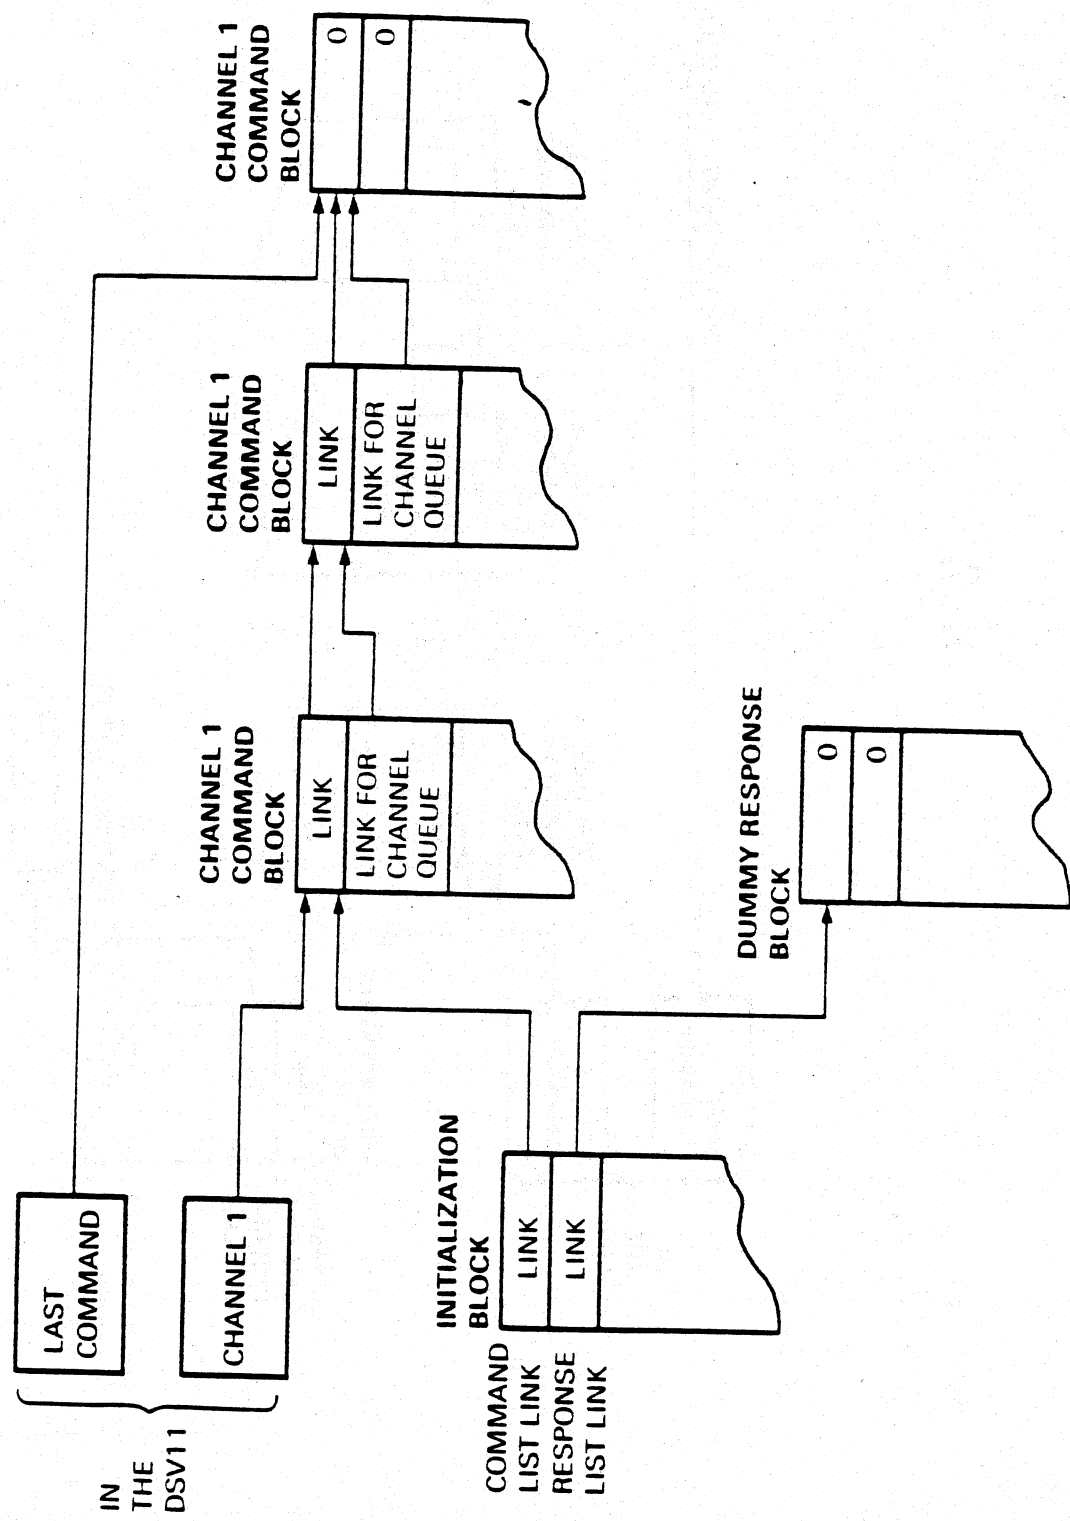 IN
THE
DSV11
LAST
COMMAND
CHANNEL 1
COMMAND
LIST LINK
RESPONSE
LIST LINK
INITIALIZATION
BLOCK
LINK
LINK
CHANNEL 1
COMMAND
BLOCK
LINK
LINK FOR
CHANNEL
QUEUE
CHANNEL 1
COMMAND
BLOCK
LINK
LINK FOR
CHANNEL
QUEUE
CHANNEL 1
COMMAND
BLOCK
0
0
DUMMY RESPONSE
BLOCK
0
0